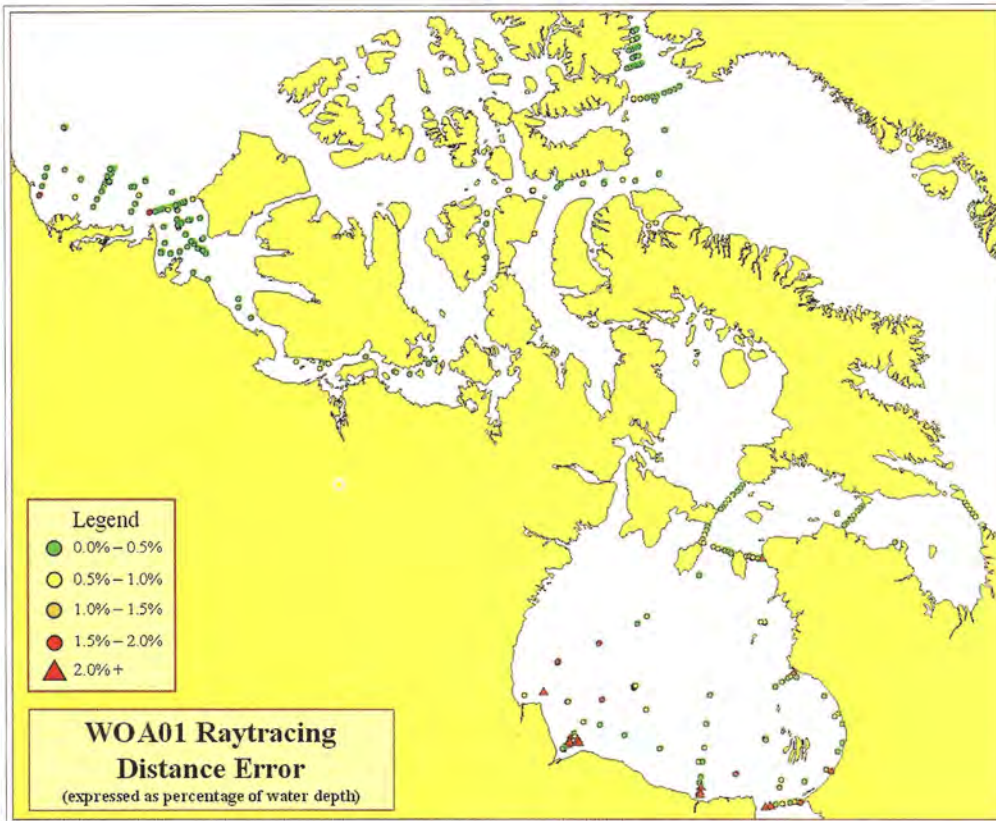 Legend
0.0% – 0.5%
0.5% – 1.0%
1.0% – 1.5%
1.5% – 2.0%
2.0% +
WOA01 Raytracing
Distance Error
(expressed as percentage of water depth)